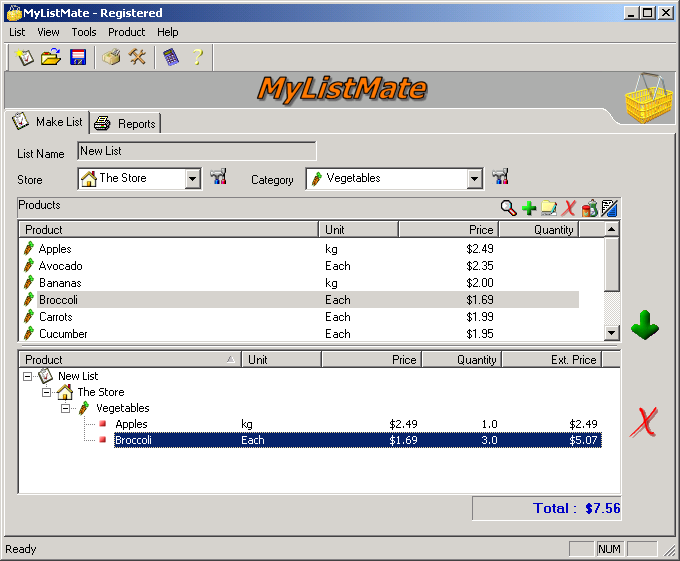 MyListMate - Registered
List View Tools Product Help
MyListMate
Make List Reports
List Name New List
Store The Store Category Vegetables
Products
Product Unit Price Quantity
Apples kg $2.49
Avocado Each $2.35
Bananas kg $2.00
Broccoli Each $1.69
Carrots Each $1.99
Cucumber Each $1.95
Product Unit Price Quantity Ext. Price
New List
The Store
Vegetables
Apples kg $2.49 1.0 $2.49
Broccoli Each $1.69 3.0 $5.07
Total : $7.56
Ready NUM